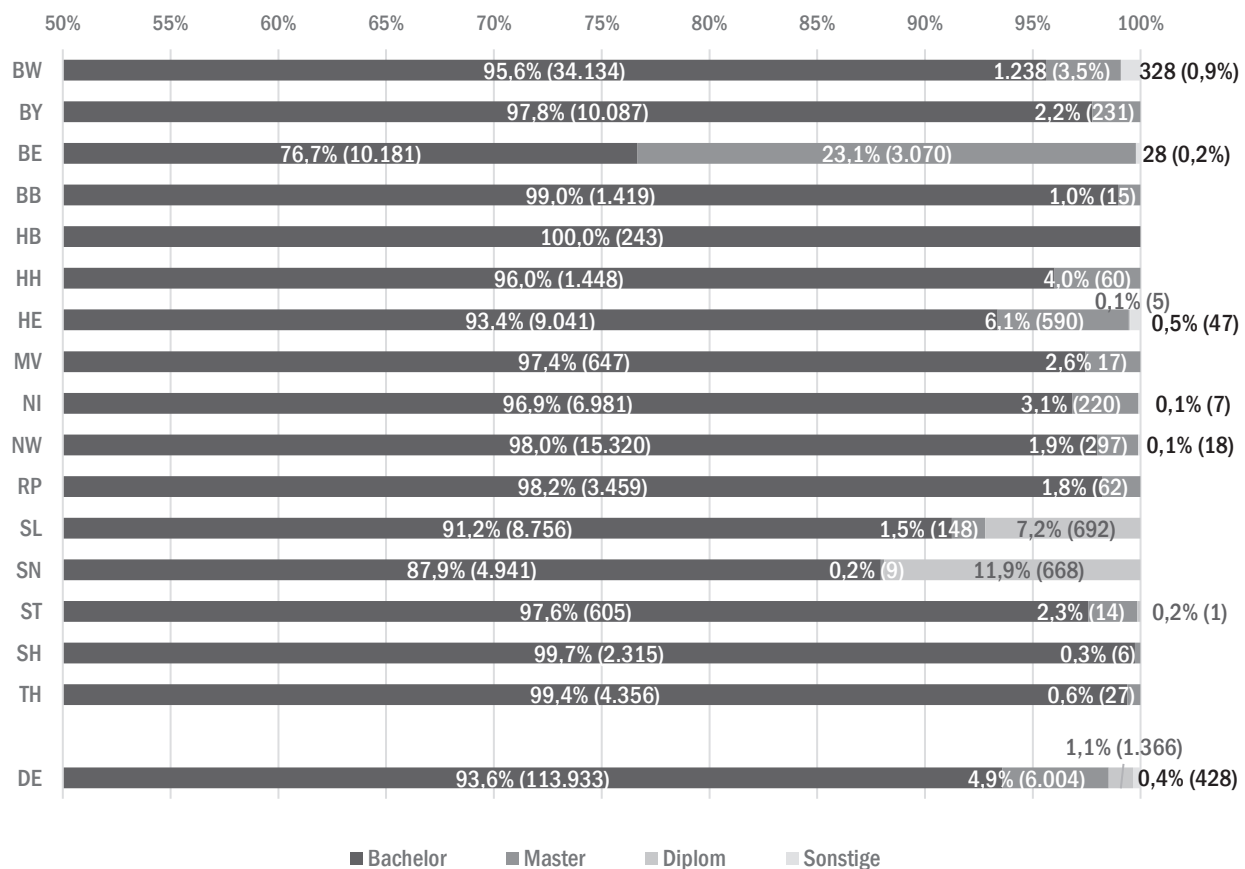 50% 55% 60% 65% 70% 75% 80% 85% 90% 95% 100%
BW 95,6% (34.134) 1.238 (3,5%) 328 (0,9%)
BY 97,8% (10.087) 2,2% (231)
BE 76,7% (10.181) 23,1% (3.070) 28 (0,2%)
BB 99,0% (1.419) 1,0% (15)
HB 100,0% (243)
HH 96,0% (1.448) 4,0% (60)
0,1% (5)
HE 93,4% (9.041) 6,1% (590) 0,5% (47)
MV 97,4% (647) 2,6% 17)
NI 96,9% (6.981) 3,1% (220) 0,1% (7)
NW 98,0% (15.320) 1,9% (297) 0,1% (18)
RP 98,2% (3.459) 1,8% (62)
SL 91,2% (8.756) 1,5% (148) 7,2% (692)
SN 87,9% (4.941) 0,2% (9) 11,9% (668)
ST 97,6% (605) 2,3% (14) 0,2% (1)
SH 99,7% (2.315) 0,3% (6)
TH 99,4% (4.356) 0,6% (27)
1,1% (1.366)
DE 93,6% (113.933) 4,9% (6.004) 0,4% (428)
Bachelor Master Diplom Sonstige